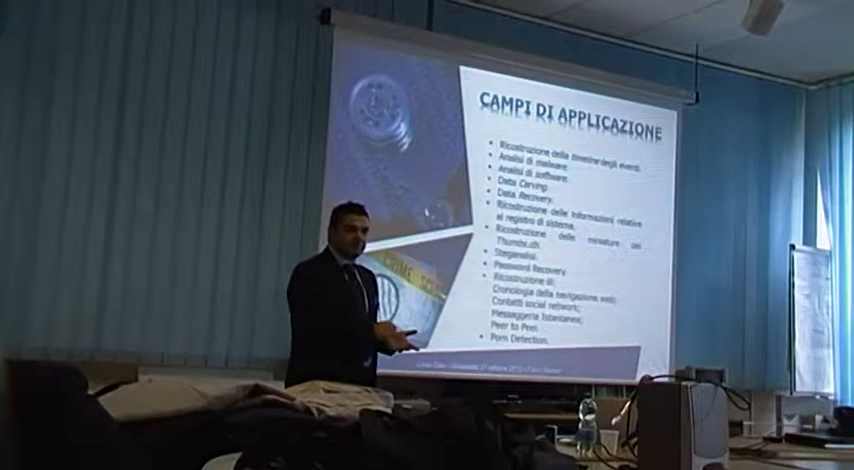 CAMPI DI APPLICAZIONE
• Ricostruzione della timeline degli eventi.
• Analisi di malware.
• Analisi di software.
• Data Carving.
• Data Recovery.
• Ricostruzione delle informazioni relative
al registro di sistema.
• Ricostruzione delle miniature dei
Thumbs.db.
• Steganalisi.
• Password Recovery.
• Ricostruzione di:
Cronologia della navigazione web;
Contatti social network;
Messaggeria Istantanea;
Peer to Peer.
• Porn Detection.
CRIME SC